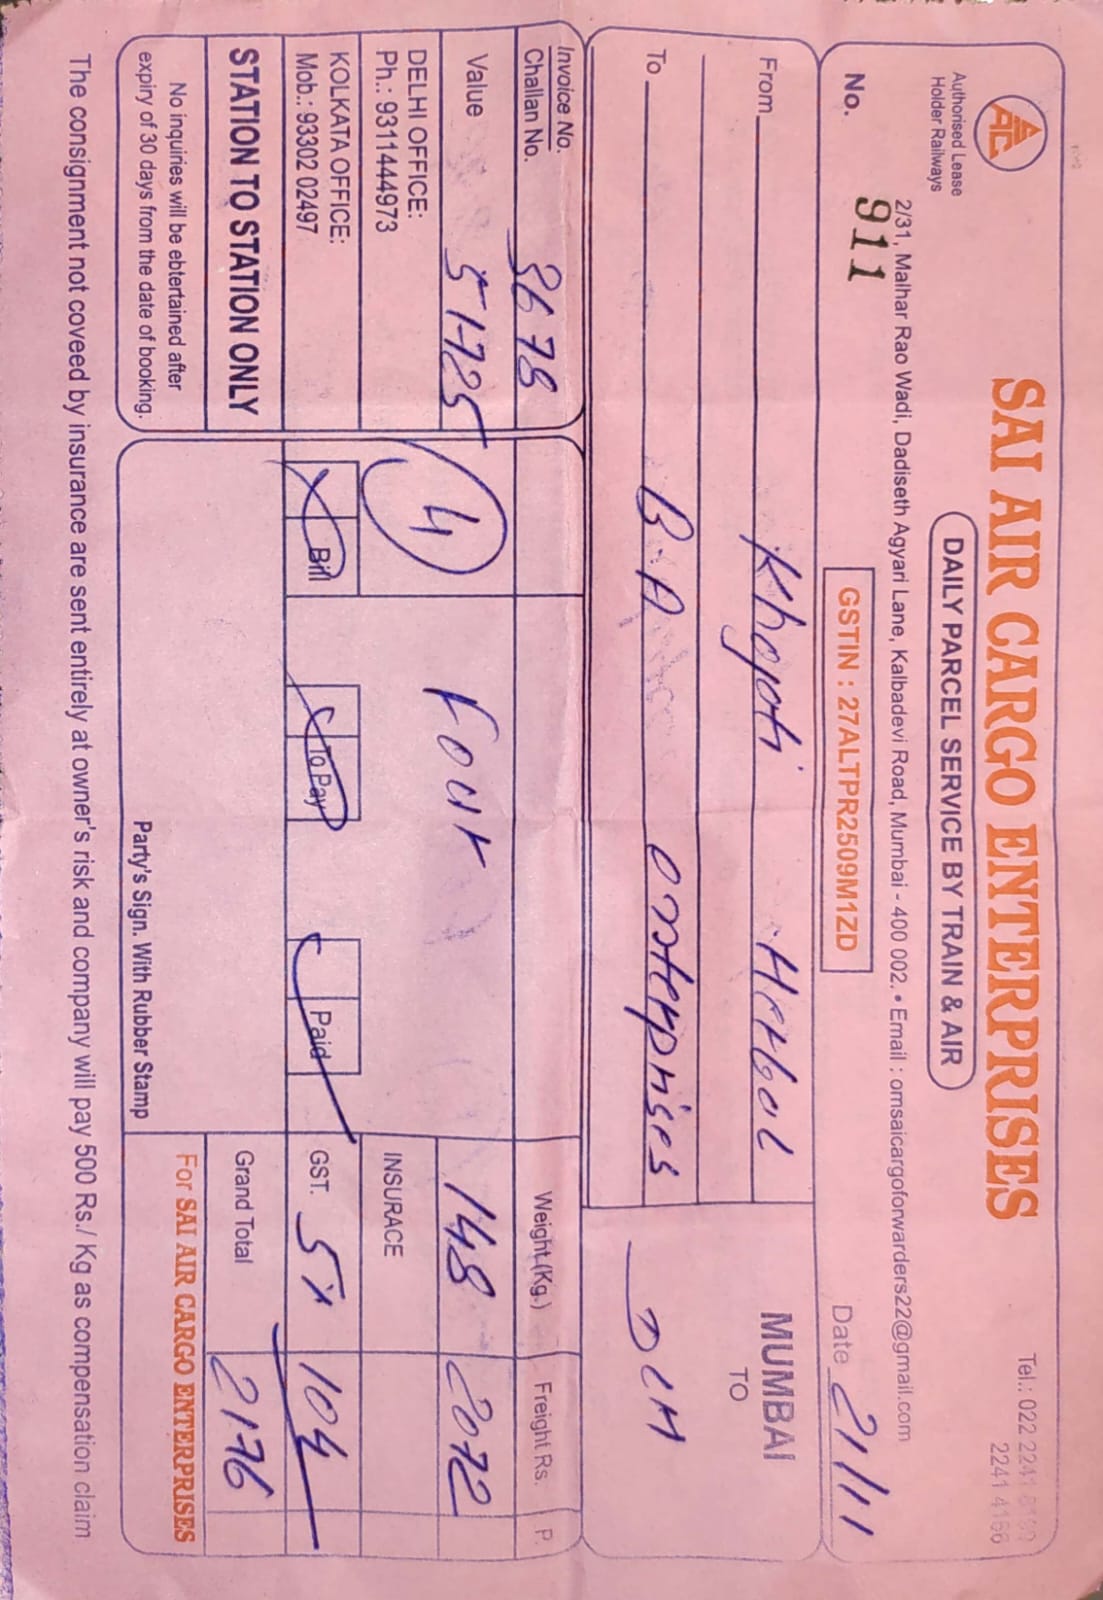 SAI AIR CARGO ENTERPRISES
Tel.: 022 2241
2241 4166
DAILY PARCEL SERVICE BY TRAIN & AIR
Authorised Lease
Holder Railways
2/31, Malhar Rao Wadi, Dadiseth Agyari Lane, Kalbadevi Road, Mumbai - 400 002. • Email : omsaicargoforwarders22@gmail.com
No. 911
GSTIN : 27ALTPR2509M1ZD
Date 21/11
From Khojati Herbal
MUMBAI
TO
To B.A enterprises
DLH
Invoice No.
Challan No. 3678
Weight (Kg.) Freight Rs. P.
Value 51725
4 Four
148 2072
DELHI OFFICE:
Ph.: 9311444973
INSURACE
KOLKATA OFFICE:
Mob.: 93302 02497
Bill To Pay Paid
GST. 5% 104
STATION TO STATION ONLY
Grand Total 2176
No inquiries will be ebtertained after
expiry of 30 days from the date of booking.
Party's Sign. With Rubber Stamp
For SAI AIR CARGO ENTERPRISES
The consignment not coveed by insurance are sent entirely at owner's risk and company will pay 500 Rs./ Kg as compensation claim